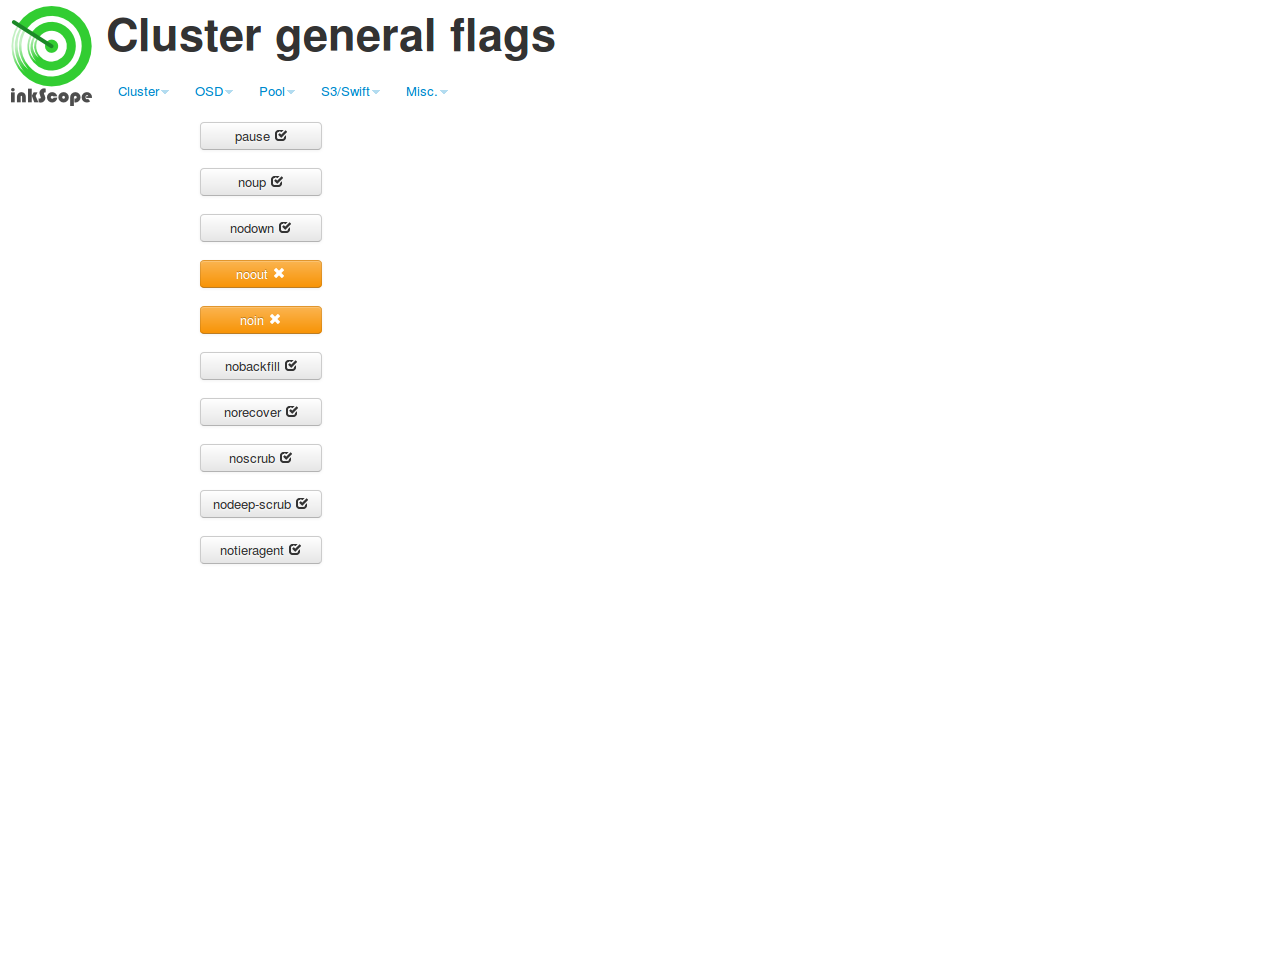 Cluster general flags
inkScope
Cluster OSD Pool S3/Swift Misc.
pause
noup
nodown
noout
noin
nobackfill
norecover
noscrub
nodeep-scrub
notieragent